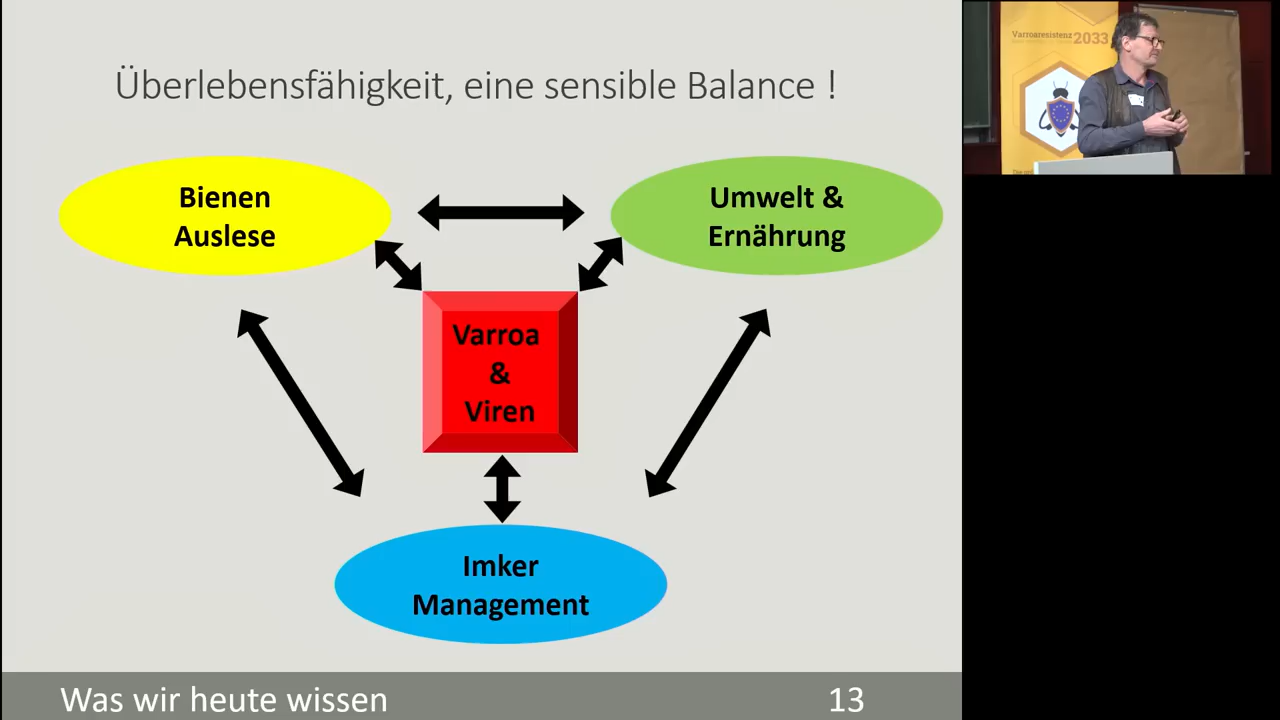 Überlebensfähigkeit, eine sensible Balance !
Bienen
Auslese
Umwelt &
Ernährung
Varroa
&
Viren
Imker
Management
Was wir heute wissen
13
Varroaresistenz
2033